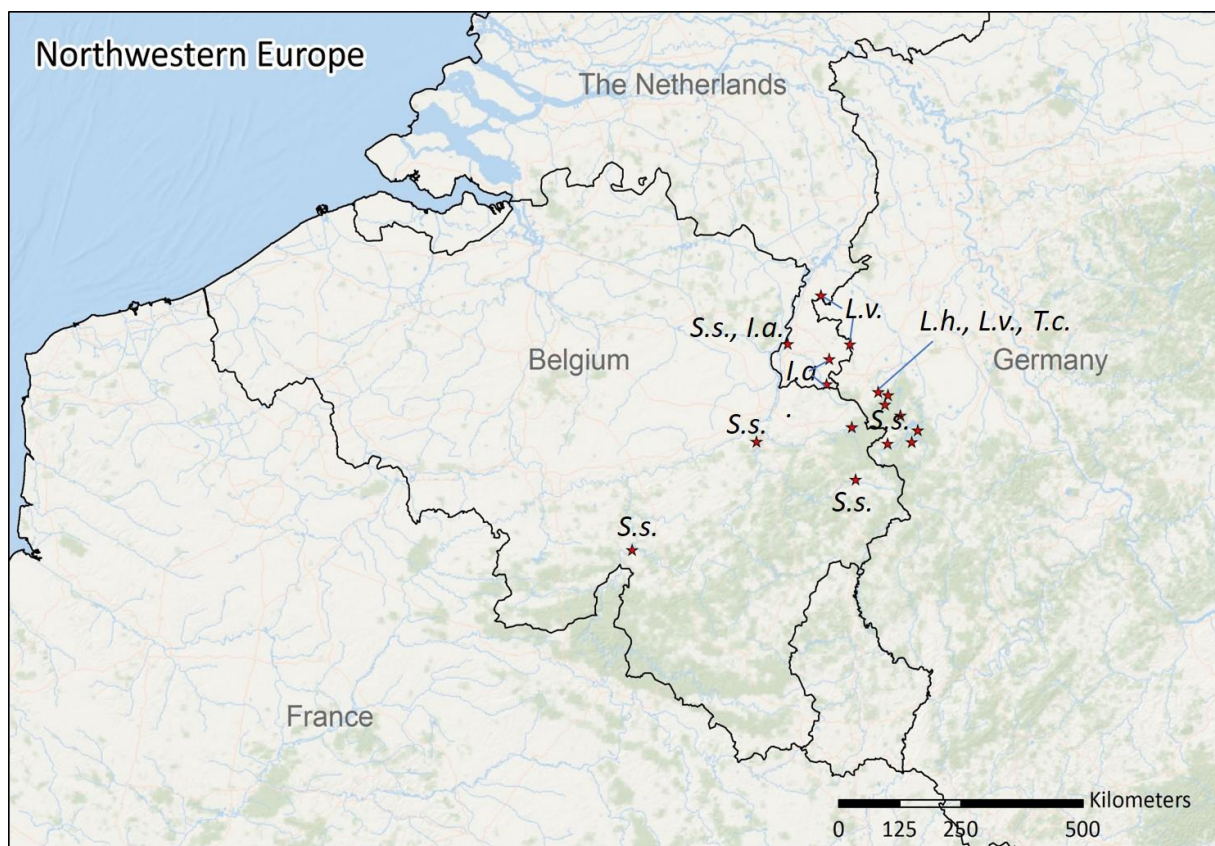 Northwestern Europe
The Netherlands
L.v.
S.s., I.a.
L.h., L.v., T.c.
Belgium
Germany
I.a
S.s.
S.s.
S.s.
S.s.
France
Kilometers
0 125 250 500